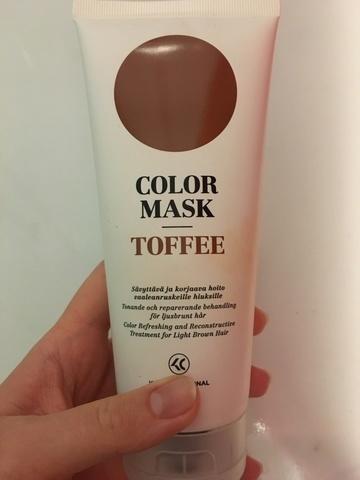 COLOR
MASK
TOFFEE
Sävyttävä ja korjaava hoito
vaaleanruskeille hiuksille
Tonande och reparerande behandling
för ljusbrunt hår
Color Refreshing and Reconstructive
Treatment for Light Brown Hair